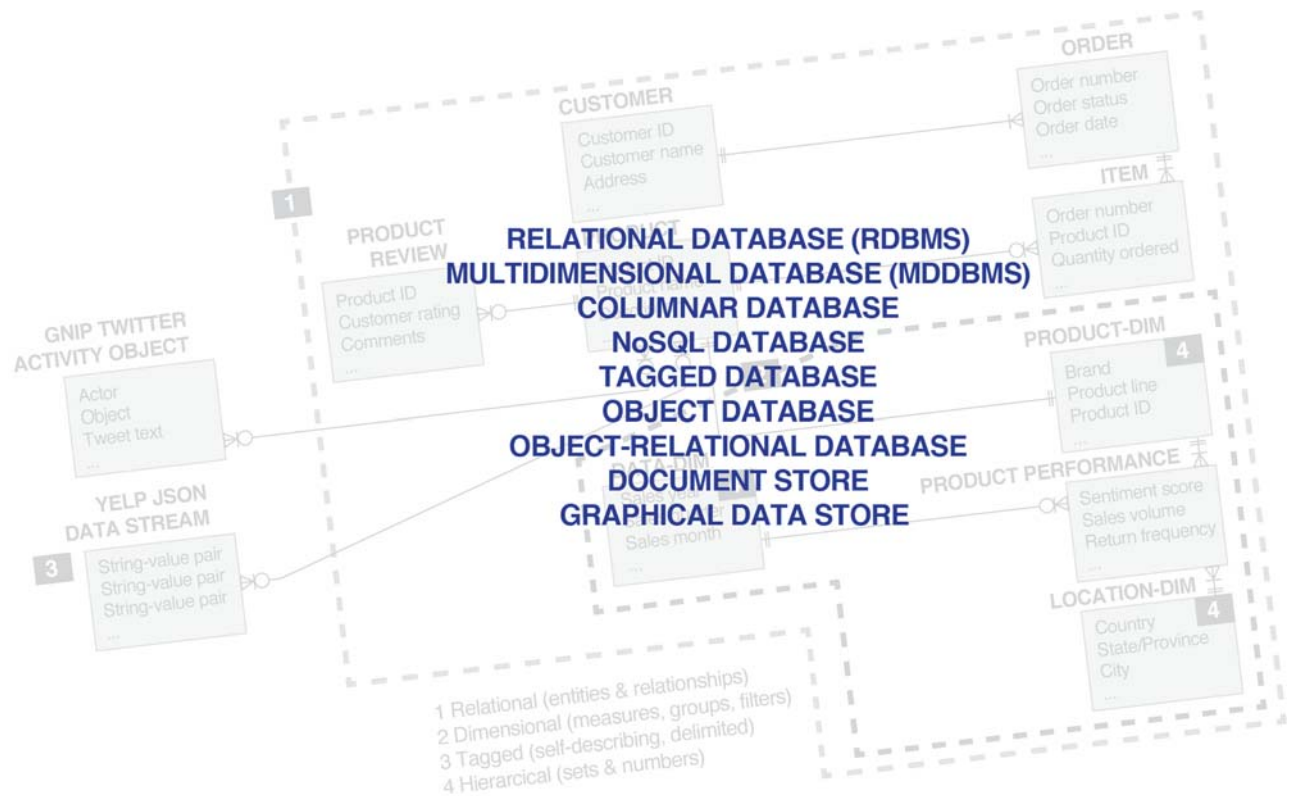 ORDER
Order number
Order status
Order date
...
CUSTOMER
Customer ID
Customer name
Address
...
1
ITEM
Order number
Product ID
Quantity ordered
PRODUCT
REVIEW
Product ID
Customer rating
Comments
PRODUCT
Product name
RELATIONAL DATABASE (RDBMS)
MULTIDIMENSIONAL DATABASE (MDDBMS)
COLUMNAR DATABASE
NoSQL DATABASE
TAGGED DATABASE
OBJECT DATABASE
OBJECT-RELATIONAL DATABASE
DOCUMENT STORE
GRAPHICAL DATA STORE
GNIP TWITTER
ACTIVITY OBJECT
Actor
Object
Tweet text
...
PRODUCT-DIM
4
Brand
Product line
Product ID
...
DATA-DIM
Sales year
Sales month
...
PRODUCT PERFORMANCE
Sentiment score
Sales volume
Return frequency
...
YELP JSON
DATA STREAM
3
String-value pair
String-value pair
String-value pair
...
LOCATION-DIM
4
Country
State/Province
City
...
1 Relational (entities & relationships)
2 Dimensional (measures, groups, filters)
3 Tagged (self-describing, delimited)
4 Hierarcical (sets & numbers)